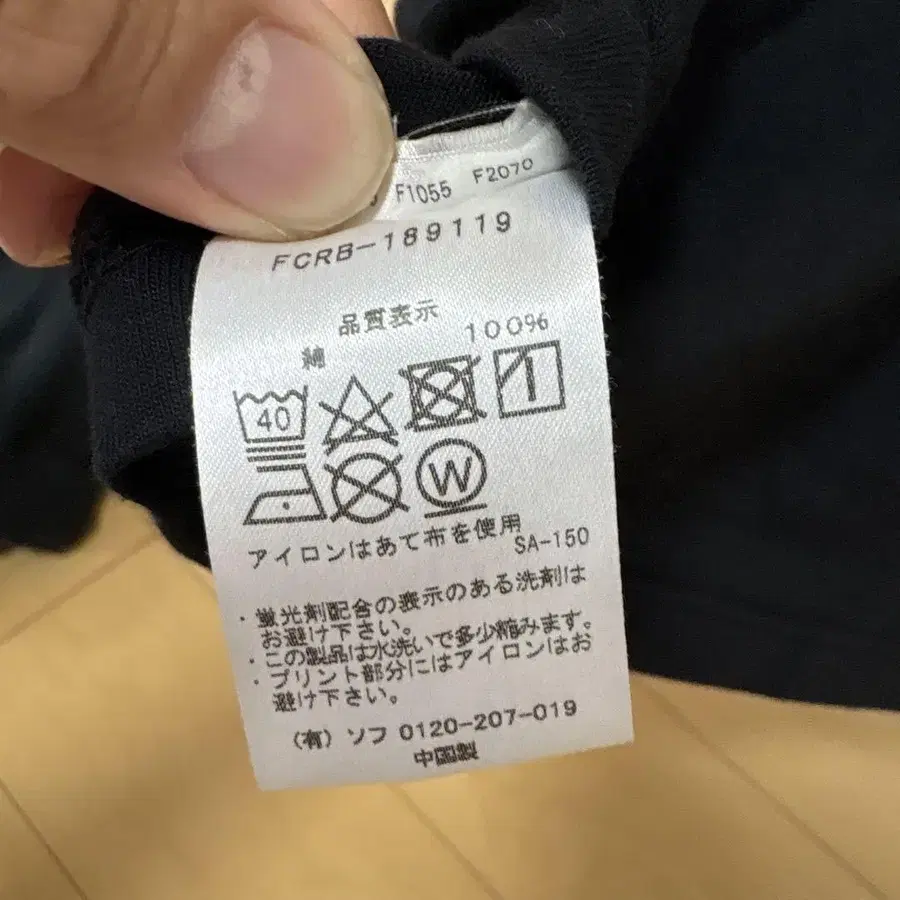 F1055 F2070
FCRB-189119
品質表示
綿 100%
40
W
アイロンはあて布を使用
SA-150
・蛍光剤配合の表示のある洗剤は
お避け下さい。
・この製品は水洗いで多少縮みます。
・プリント部分にはアイロンはお
避け下さい。
(有) ソフ 0120-207-019
中国製